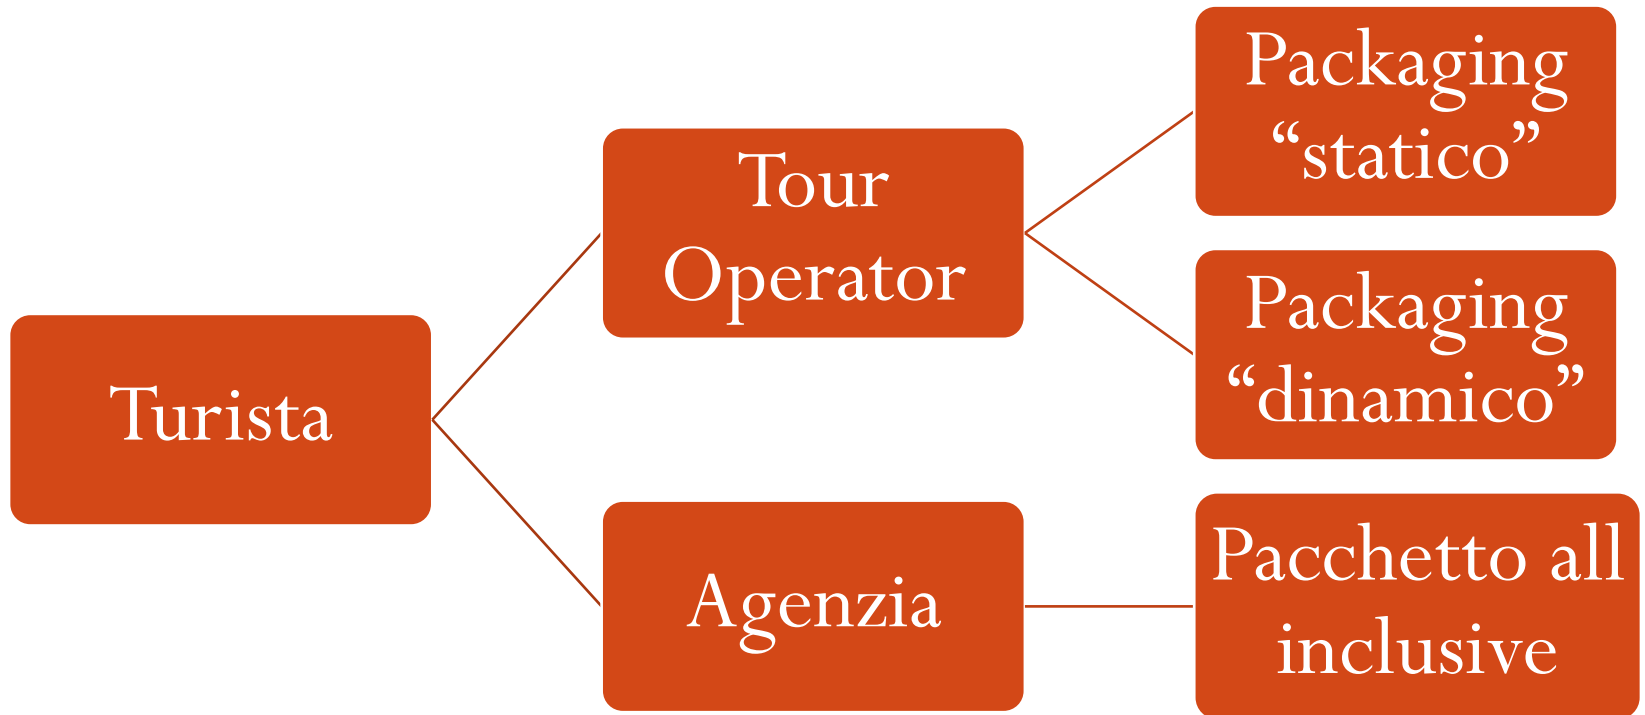 Turista
Tour
Operator
Packaging
“statico”
Packaging
“dinamico”
Agenzia
Pacchetto all
inclusive